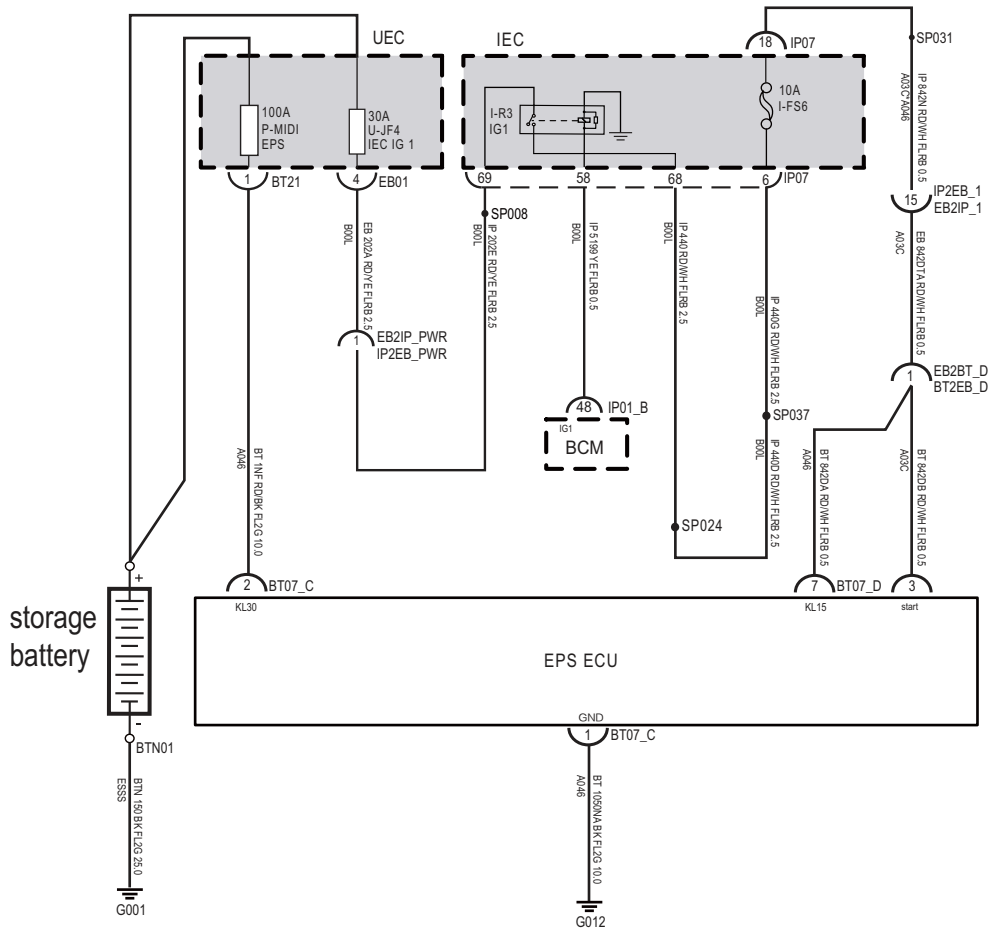 UEC
IEC
18
IP07
SP031
100A
P-MIDI
EPS
30A
U-JF4
IEC IG 1
I-R3
IG1
10A
I-FS6
IP 842N RD/WH FLRB 0.5
A03C*A046
1
BT21
4
EB01
69
58
68
6
IP07
15
IP2EB_1
EB2IP_1
SP008
EB 202A RD/YE FLRB 2.5
B00L
IP 202E RD/YE FLRB 2.5
B00L
IP 5199 YE FLRB 0.5
B00L
IP 440 RD/WH FLRB 2.5
B00L
IP 440G RD/WH FLRB 2.5
B00L
EB 842DTA RD/WH FLRB 0.5
A03C
1
EB2IP_PWR
IP2EB_PWR
1
EB2BT_D
BT2EB_D
48
IP01_B
IG1
BCM
SP037
BT 1NF RD/BK FL2G 10.0
A046
IP 440D RD/WH FLRB 2.5
B00L
BT 842DA RD/WH FLRB 0.5
A046
BT 842DB RD/WH FLRB 0.5
A03C
SP024
+
2
BT07_C
7
BT07_D
3
KL30
KL15
start
storage
battery
EPS ECU
-
BTN01
GND
1
BT07_C
BTN 150 BK FL2G 25.0
ESSS
BT 1050NA BK FL2G 10.0
A046
G001
G012